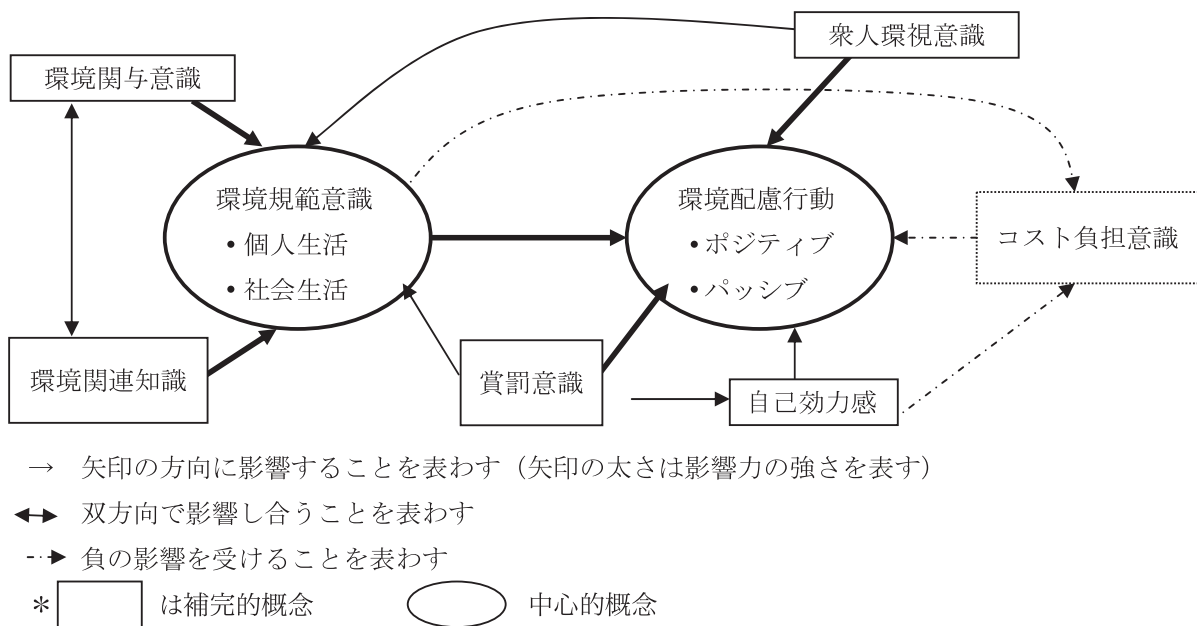 衆人環視意識
環境関与意識
環境規範意識
• 個人生活
• 社会生活
環境配慮行動
• ポジティブ
• パッシブ
コスト負担意識
環境関連知識
賞罰意識
自己効力感
→ 矢印の方向に影響することを表わす（矢印の太さは影響力の強さを表す）
双方向で影響し合うことを表わす
負の影響を受けることを表わす
＊ は補完的概念 中心的概念